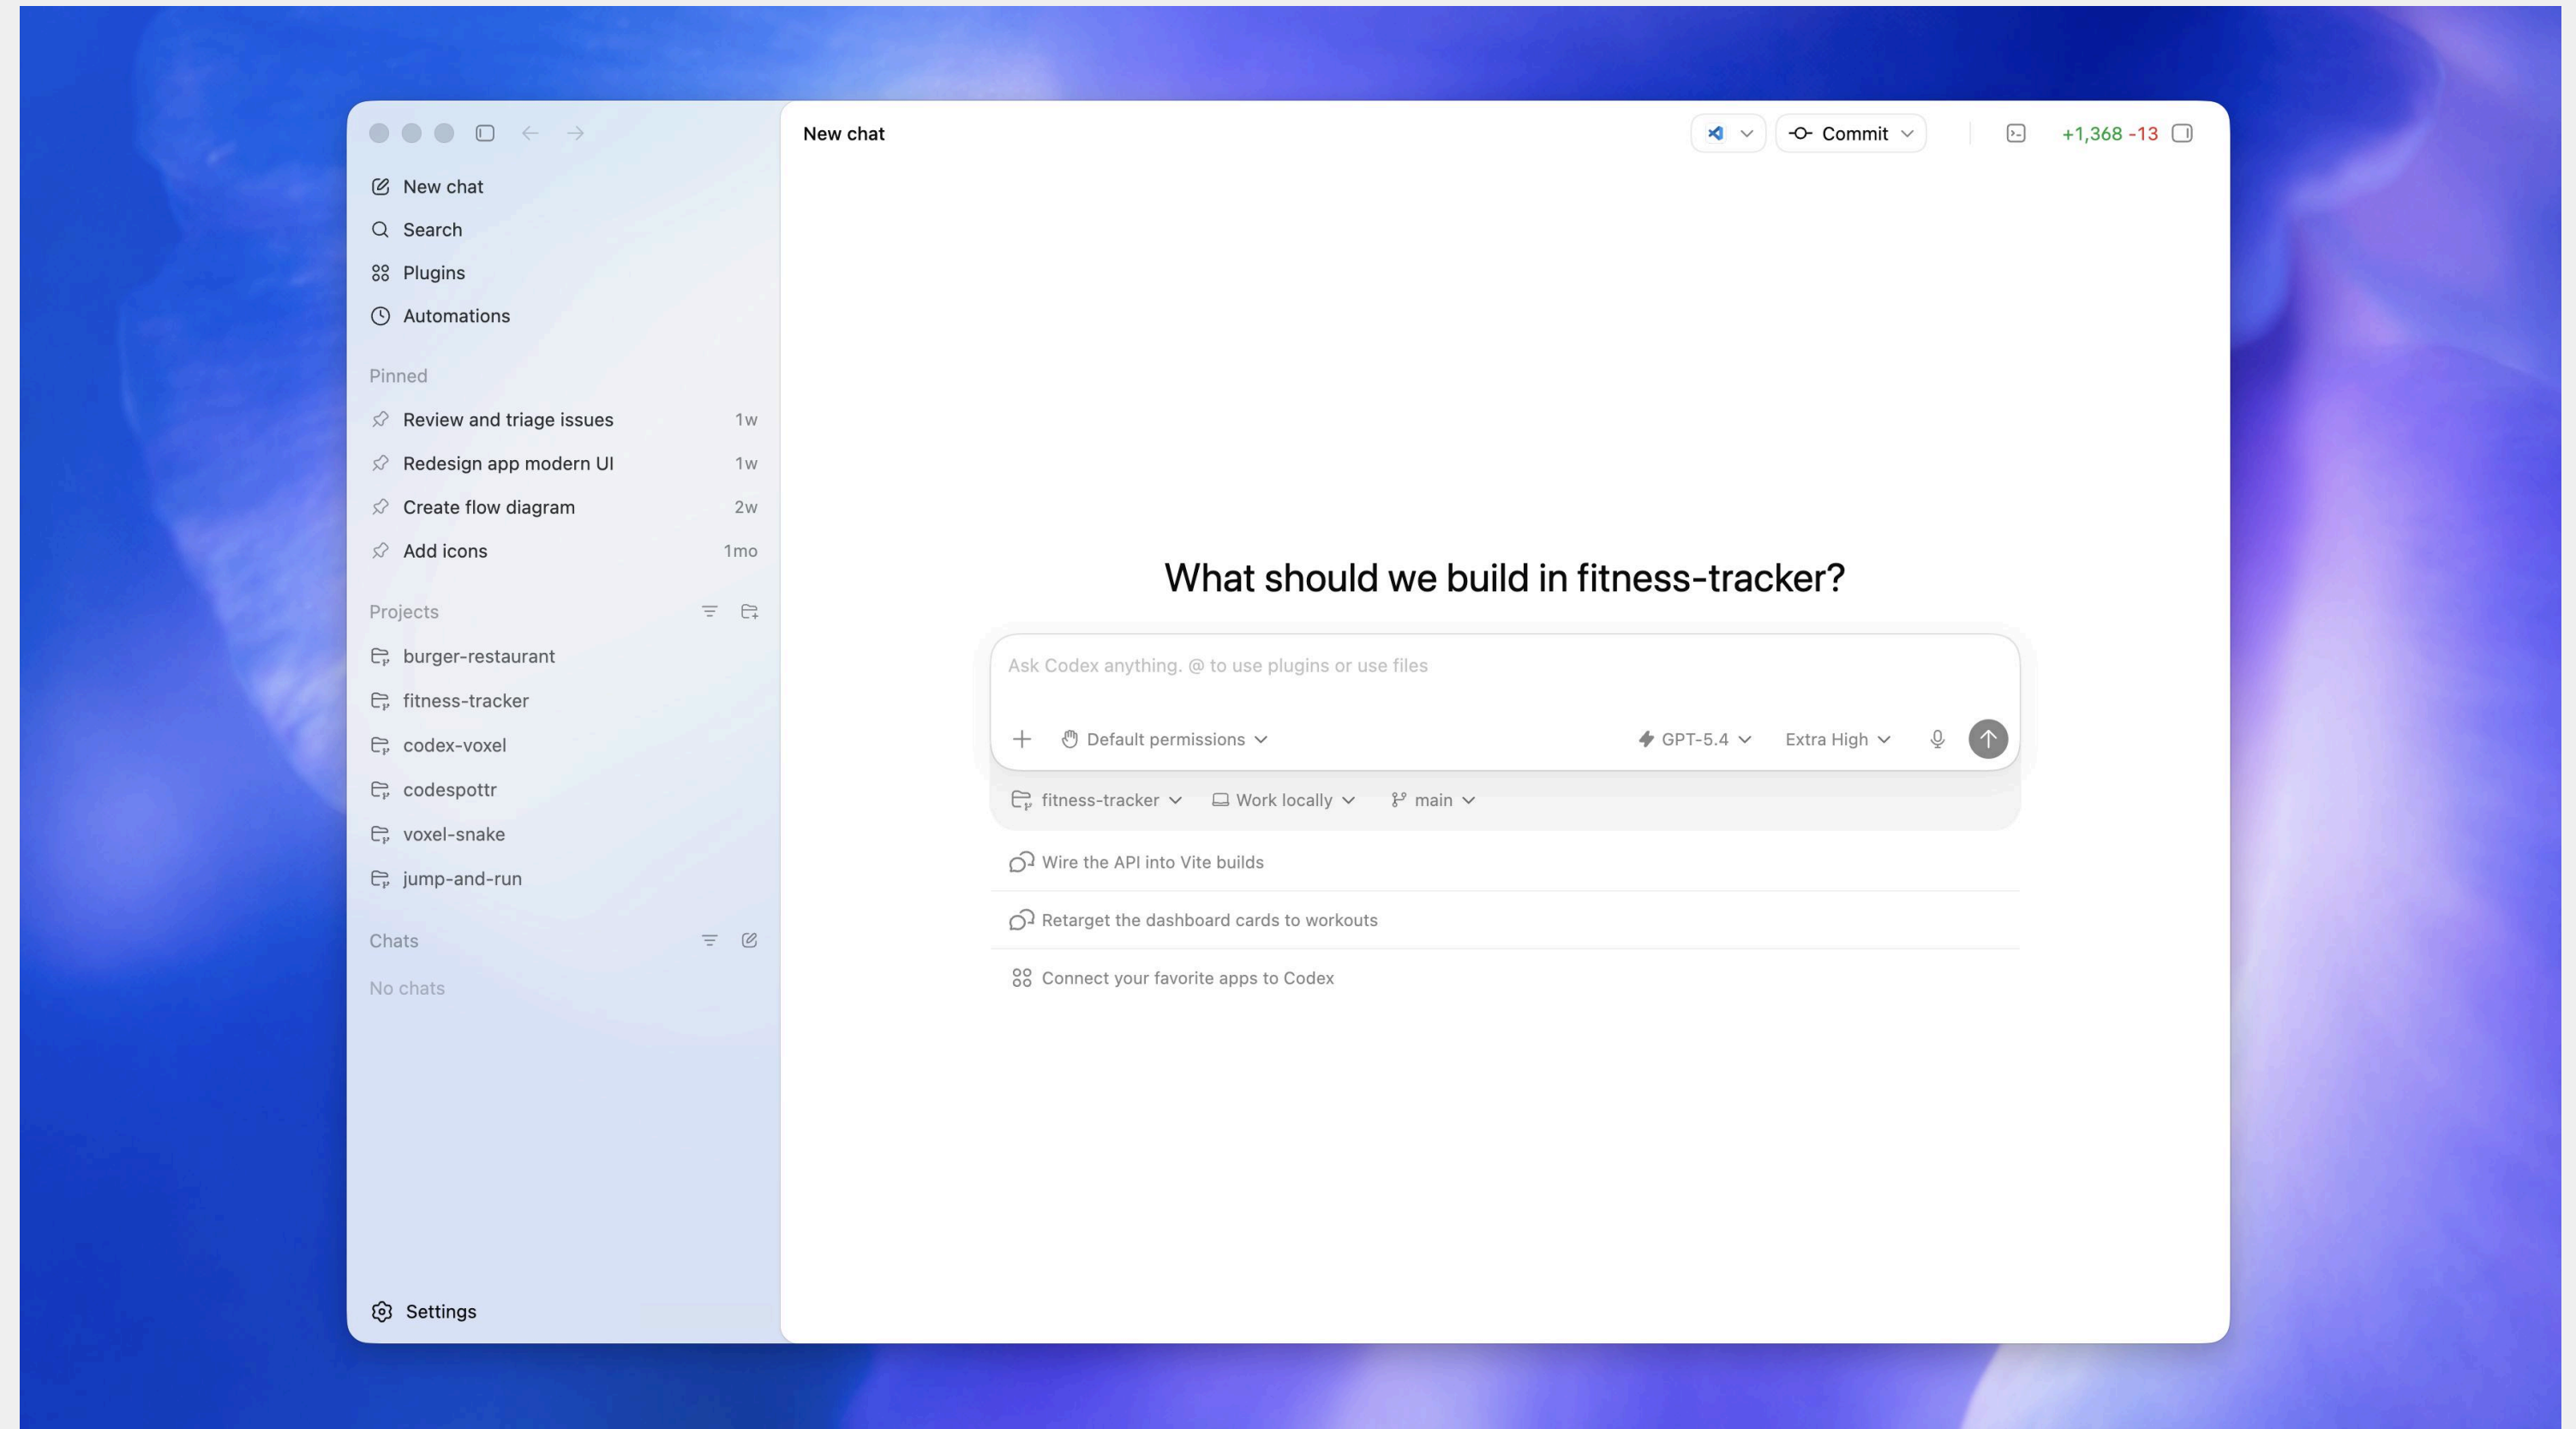 New chat
Search
Plugins
Automations
Pinned
Review and triage issues 1w
Redesign app modern UI 1w
Create flow diagram 2w
Add icons 1mo
Projects
burger-restaurant
fitness-tracker
codex-voxel
codespottr
voxel-snake
jump-and-run
Chats
No chats
Settings
New chat
Commit
+1,368 -13
What should we build in fitness-tracker?
Ask Codex anything. @ to use plugins or use files
Default permissions GPT-5.4 Extra High
fitness-tracker Work locally main
Wire the API into Vite builds
Retarget the dashboard cards to workouts
Connect your favorite apps to Codex